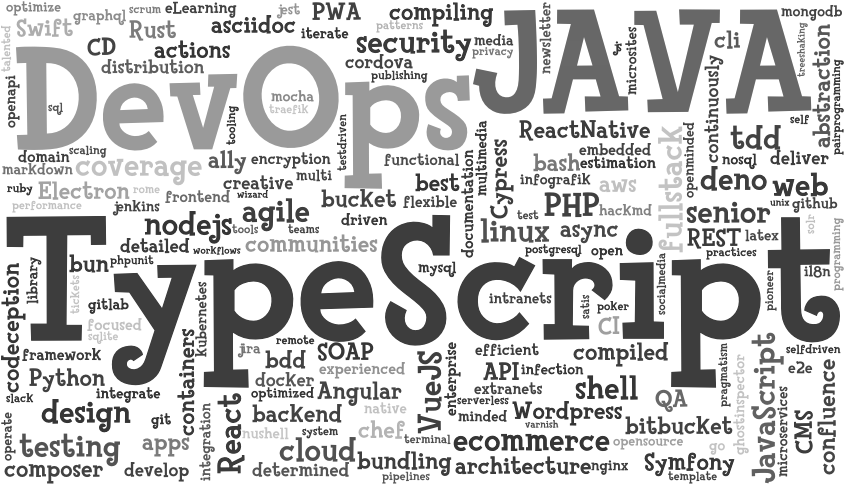 optimize
graphql
scrum
eLearning
jest
PWA
compiling
newsletter
JAVA
mongodb
talented
Swift
Rust
asciidoc
iterate
patterns
CD
actions
security
media
privacy
jr
microsites
cli
treeshaking
abstraction
distribution
cordova
publishing
openapi
DevOps
sql
mocha
traefik
tooling
testdriven
continuously
pairprogramming
self
domain
scaling
markdown
coverage
a11y
encryption
functional
multi
documentation
multimedia
Cypress
ReactNative
embedded
bash
estimation
infografik
fullstack
openminded
tdd
nosql
deliver
ruby
Electron
rome
frontend
creative
wizard
bucket
best
flexible
aws
deno
web
performance
jenkins
nodejs
tools
agile
teams
driven
test
PHP
hackmd
senior
unix
github
detailed
workflows
communities
linux
async
REST
latex
solr
TypeScript
library
bun
phpunit
mysql
postgresql
open
practices
i18n
programming
codeception
tickets
gitlab
kubernetes
intranets
satis
poker
socialmedia
pioneer
focused
sqlite
CI
framework
containers
jira
remote
bdd
SOAP
experienced
VueJS
enterprise
efficient
compiled
selfdriven
Python
docker
optimized
Angular
API
infection
pragmatism
ghostinspector
JavaScript
e2e
slack
integrate
extranets
shell
QA
microservices
confluence
design
git
React
backend
native
serverless
minded
Wordpress
varnish
bitbucket
CMS
operate
testing
apps
integration
nushell
system
chef
terminal
ecommerce
opensource
go
composer
develop
cloud
determined
bundling
pipelines
architecture
nginx
Symfony
template